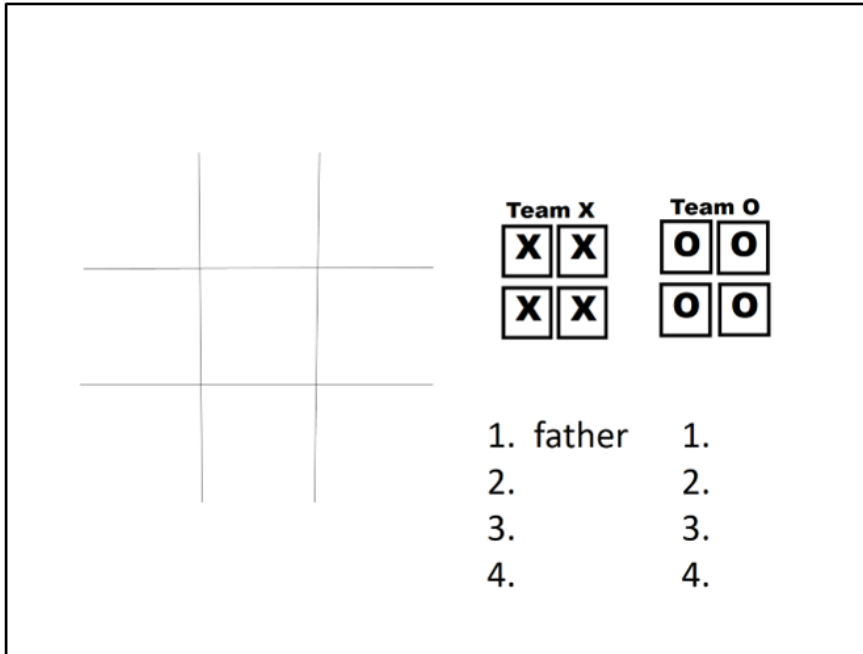 Team X
X X
X X
Team O
O O
O O
1. father
2.
3.
4.
1.
2.
3.
4.